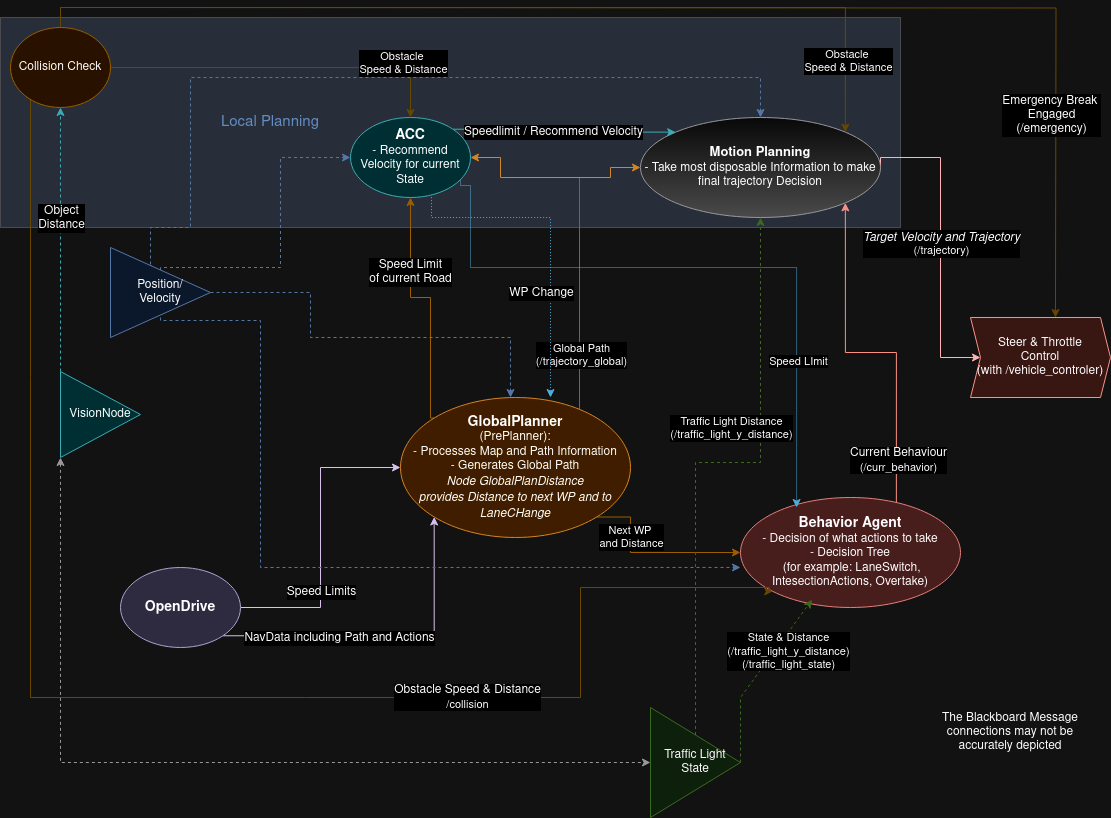 Collision Check
Obstacle
Speed & Distance
Obstacle
Speed & Distance
Emergency Break
Engaged
(/emergency)
Local Planning
ACC
- Recommend
Velocity for current
State
Speedlimit / Recommend Velocity
Motion Planning
- Take most disposable Information to make
final trajectory Decision
Object
Distance
Target Velocity and Trajectory
(/trajectory)
Position/
Velocity
Speed Limit
of current Road
WP Change
Global Path
(/trajectory_global)
Speed LImit
Steer & Throttle
Control
(with /vehicle_controler)
VisionNode
GlobalPlanner
(PrePlanner):
- Processes Map and Path Information
- Generates Global Path
Node GlobalPlanDistance
provides Distance to next WP and to
LaneCHange
Traffic Light Distance
(/traffic_light_y_distance)
Current Behaviour
(/curr_behavior)
Next WP
and Distance
Behavior Agent
- Decision of what actions to take
- Decision Tree
(for example: LaneSwitch,
IntesectionActions, Overtake)
OpenDrive
Speed Limits
NavData including Path and Actions
State & Distance
(/traffic_light_y_distance)
(/traffic_light_state)
Obstacle Speed & Distance
/collision
Traffic Light
State
The Blackboard Message
connections may not be
accurately depicted